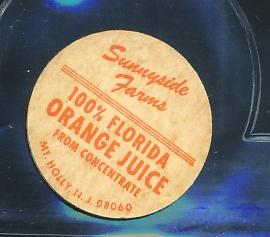 Sunnyside
Farms
100% FLORIDA
ORANGE JUICE
FROM CONCENTRATE
MT. HOLLY, N.J. 08060